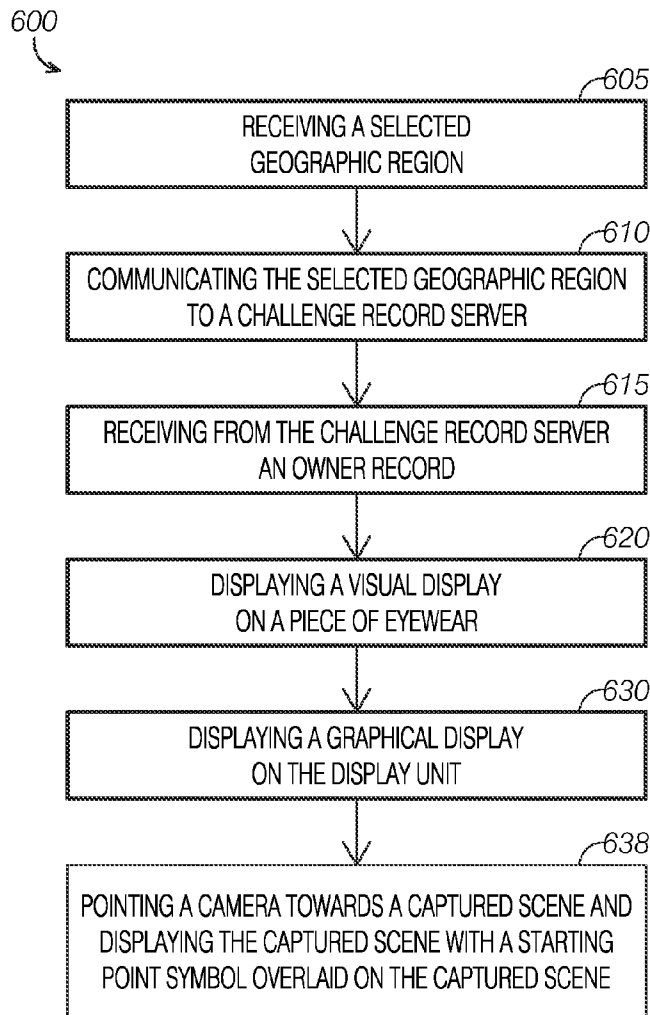 600
605
RECEIVING A SELECTED
GEOGRAPHIC REGION
610
COMMUNICATING THE SELECTED GEOGRAPHIC REGION
TO A CHALLENGE RECORD SERVER
615
RECEIVING FROM THE CHALLENGE RECORD SERVER
AN OWNER RECORD
620
DISPLAYING A VISUAL DISPLAY
ON A PIECE OF EYEWEAR
630
DISPLAYING A GRAPHICAL DISPLAY
ON THE DISPLAY UNIT
638
POINTING A CAMERA TOWARDS A CAPTURED SCENE AND
DISPLAYING THE CAPTURED SCENE WITH A STARTING
POINT SYMBOL OVERLAID ON THE CAPTURED SCENE